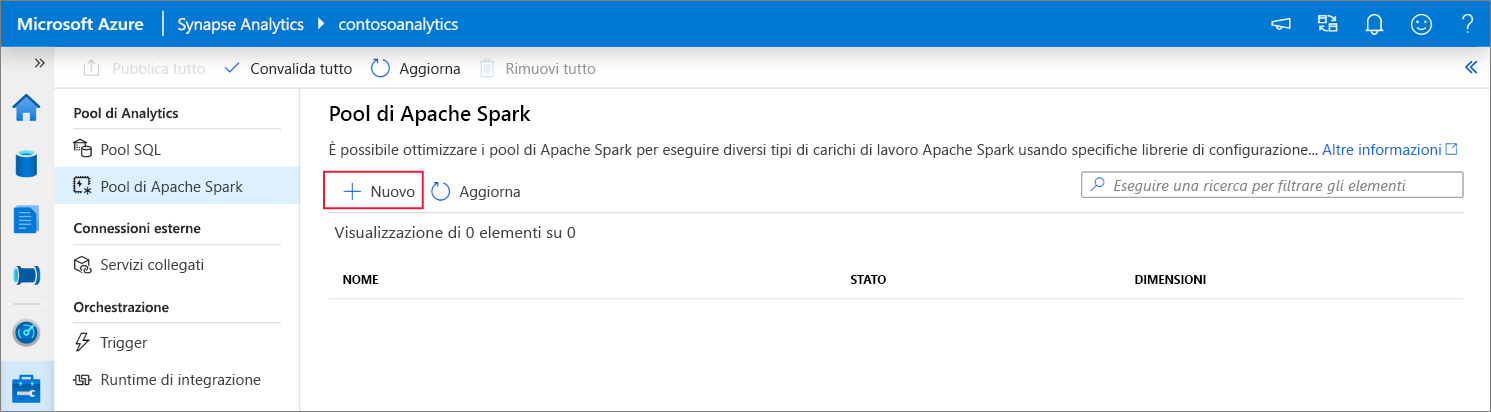 Microsoft Azure Synapse Analytics contosoanalytics
Pubblica tutto Convalida tutto Aggiorna Rimuovi tutto
Pool di Analytics
Pool SQL
Pool di Apache Spark
Connessioni esterne
Servizi collegati
Orchestrazione
Trigger
Runtime di integrazione
Pool di Apache Spark
È possibile ottimizzare i pool di Apache Spark per eseguire diversi tipi di carichi di lavoro Apache Spark usando specifiche librerie di configurazione... Altre informazioni
Nuovo Aggiorna Eseguire una ricerca per filtrare gli elementi
Visualizzazione di 0 elementi su 0
NOME STATO DIMENSIONI